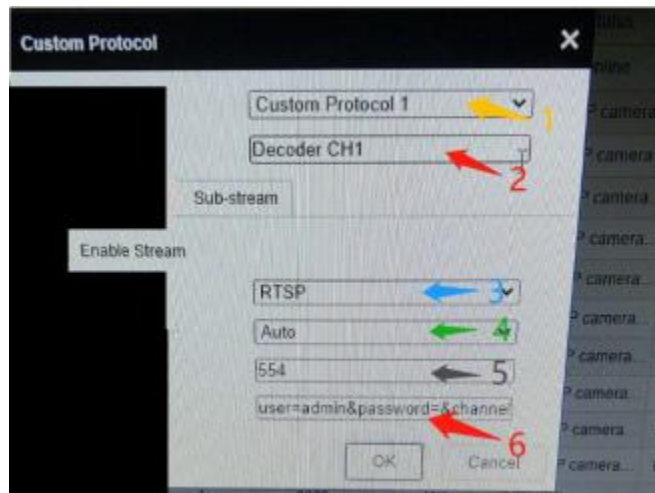 Custom Protocol
Custom Protocol 1
1
Decoder CH1
2
Sub-stream
Enable Stream
RTSP
3
Auto
4
554
5
user=admin&password=&channel
6
OK
Cancel
P camera
P camera
P camera
P camera..
P camera..
P camera...
P camera...
P camera
P camera
P camera...